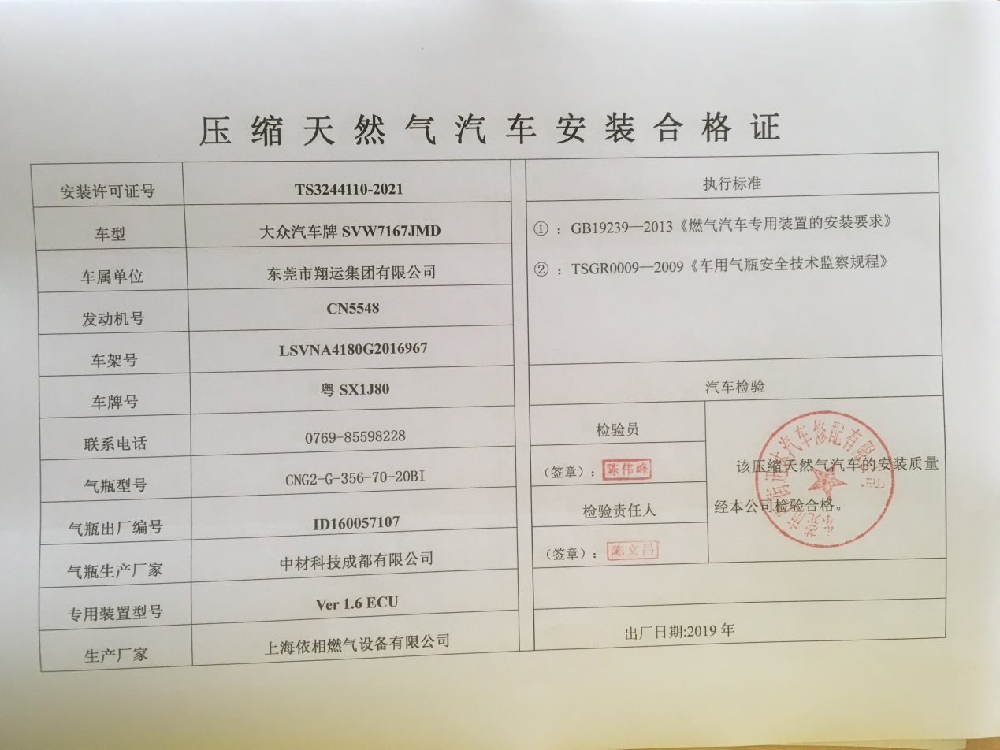 压缩天然气汽车安装合格证
安装许可证号 TS3244110-2021
车型 大众汽车牌 SVW7167JMD
车属单位 东莞市翔运集团有限公司
发动机号 CN5548
车架号 LSVNA4180G2016967
车牌号 粤 SX1J80
联系电话 0769-85598228
气瓶型号 CNG2-G-356-70-20BI
气瓶出厂编号 ID160057107
气瓶生产厂家 中材科技成都有限公司
专用装置型号 Ver 1.6 ECU
生产厂家 上海依相燃气设备有限公司
执行标准
①：GB19239—2013《燃气汽车专用装置的安装要求》
②：TSGR0009—2009《车用气瓶安全技术监察规程》
汽车检验
检验员
（签章）：陈伟峰
检验责任人
（签章）：陈文昌
该压缩天然气汽车的安装质量
经本公司检验合格。
汽车修配有限公司
出厂日期:2019 年